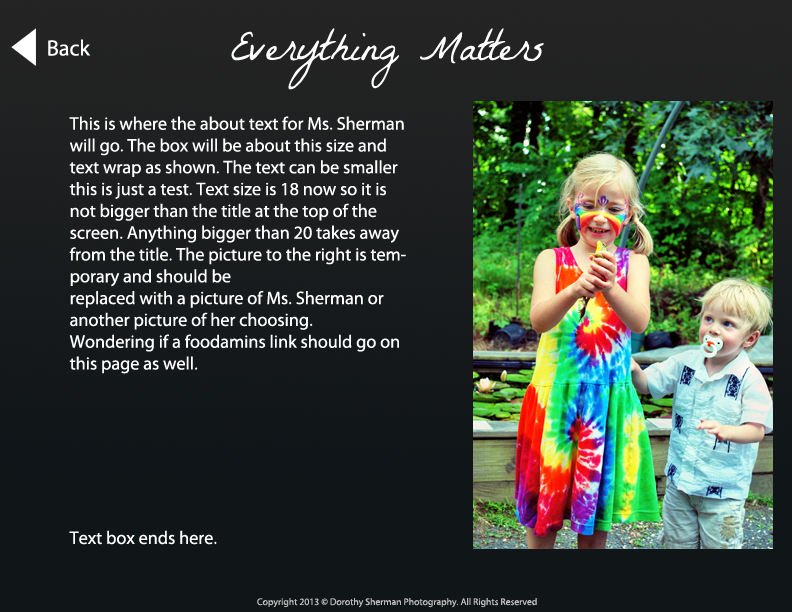 Back
Everything Matters
This is where the about text for Ms. Sherman
will go. The box will be about this size and
text wrap as shown. The text can be smaller
this is just a test. Text size is 18 now so it is
not bigger than the title at the top of the
screen. Anything bigger than 20 takes away
from the title. The picture to the right is tem-
porary and should be
replaced with a picture of Ms. Sherman or
another picture of her choosing.
Wondering if a foodamins link should go on
this page as well.
Text box ends here.
Copyright 2013 © Dorothy Sherman Photography. All Rights Reserved